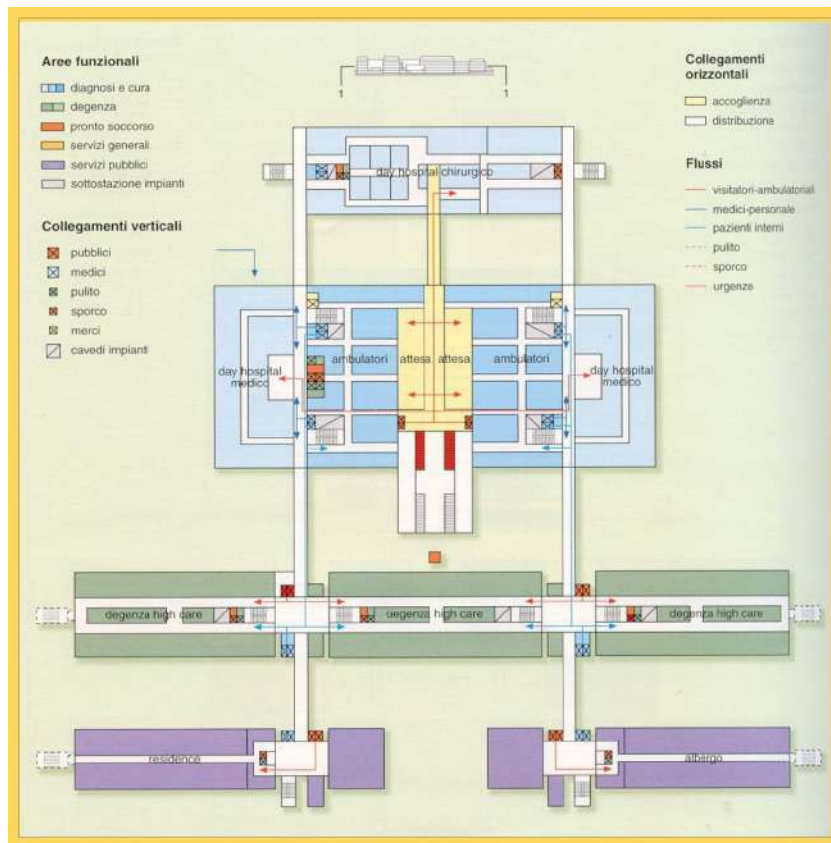 Aree funzionali
diagnosi e cura
degenza
pronto soccorso
servizi generali
servizi pubblici
sottostazione impianti
Collegamenti verticali
pubblici
medici
pulito
sporco
merci
cavedi impianti
1 1
Collegamenti
orizzontali
accoglienza
distribuzione
Flussi
visitatori-ambulatoriali
medici-personale
pazienti interni
pulito
sporco
urgenze
day hospital chirurgico
ambulatori attesa attesa ambulatori
day hospital
medico
day hospital
medico
degenza high care uegenza high care degenza high care
residence albergo